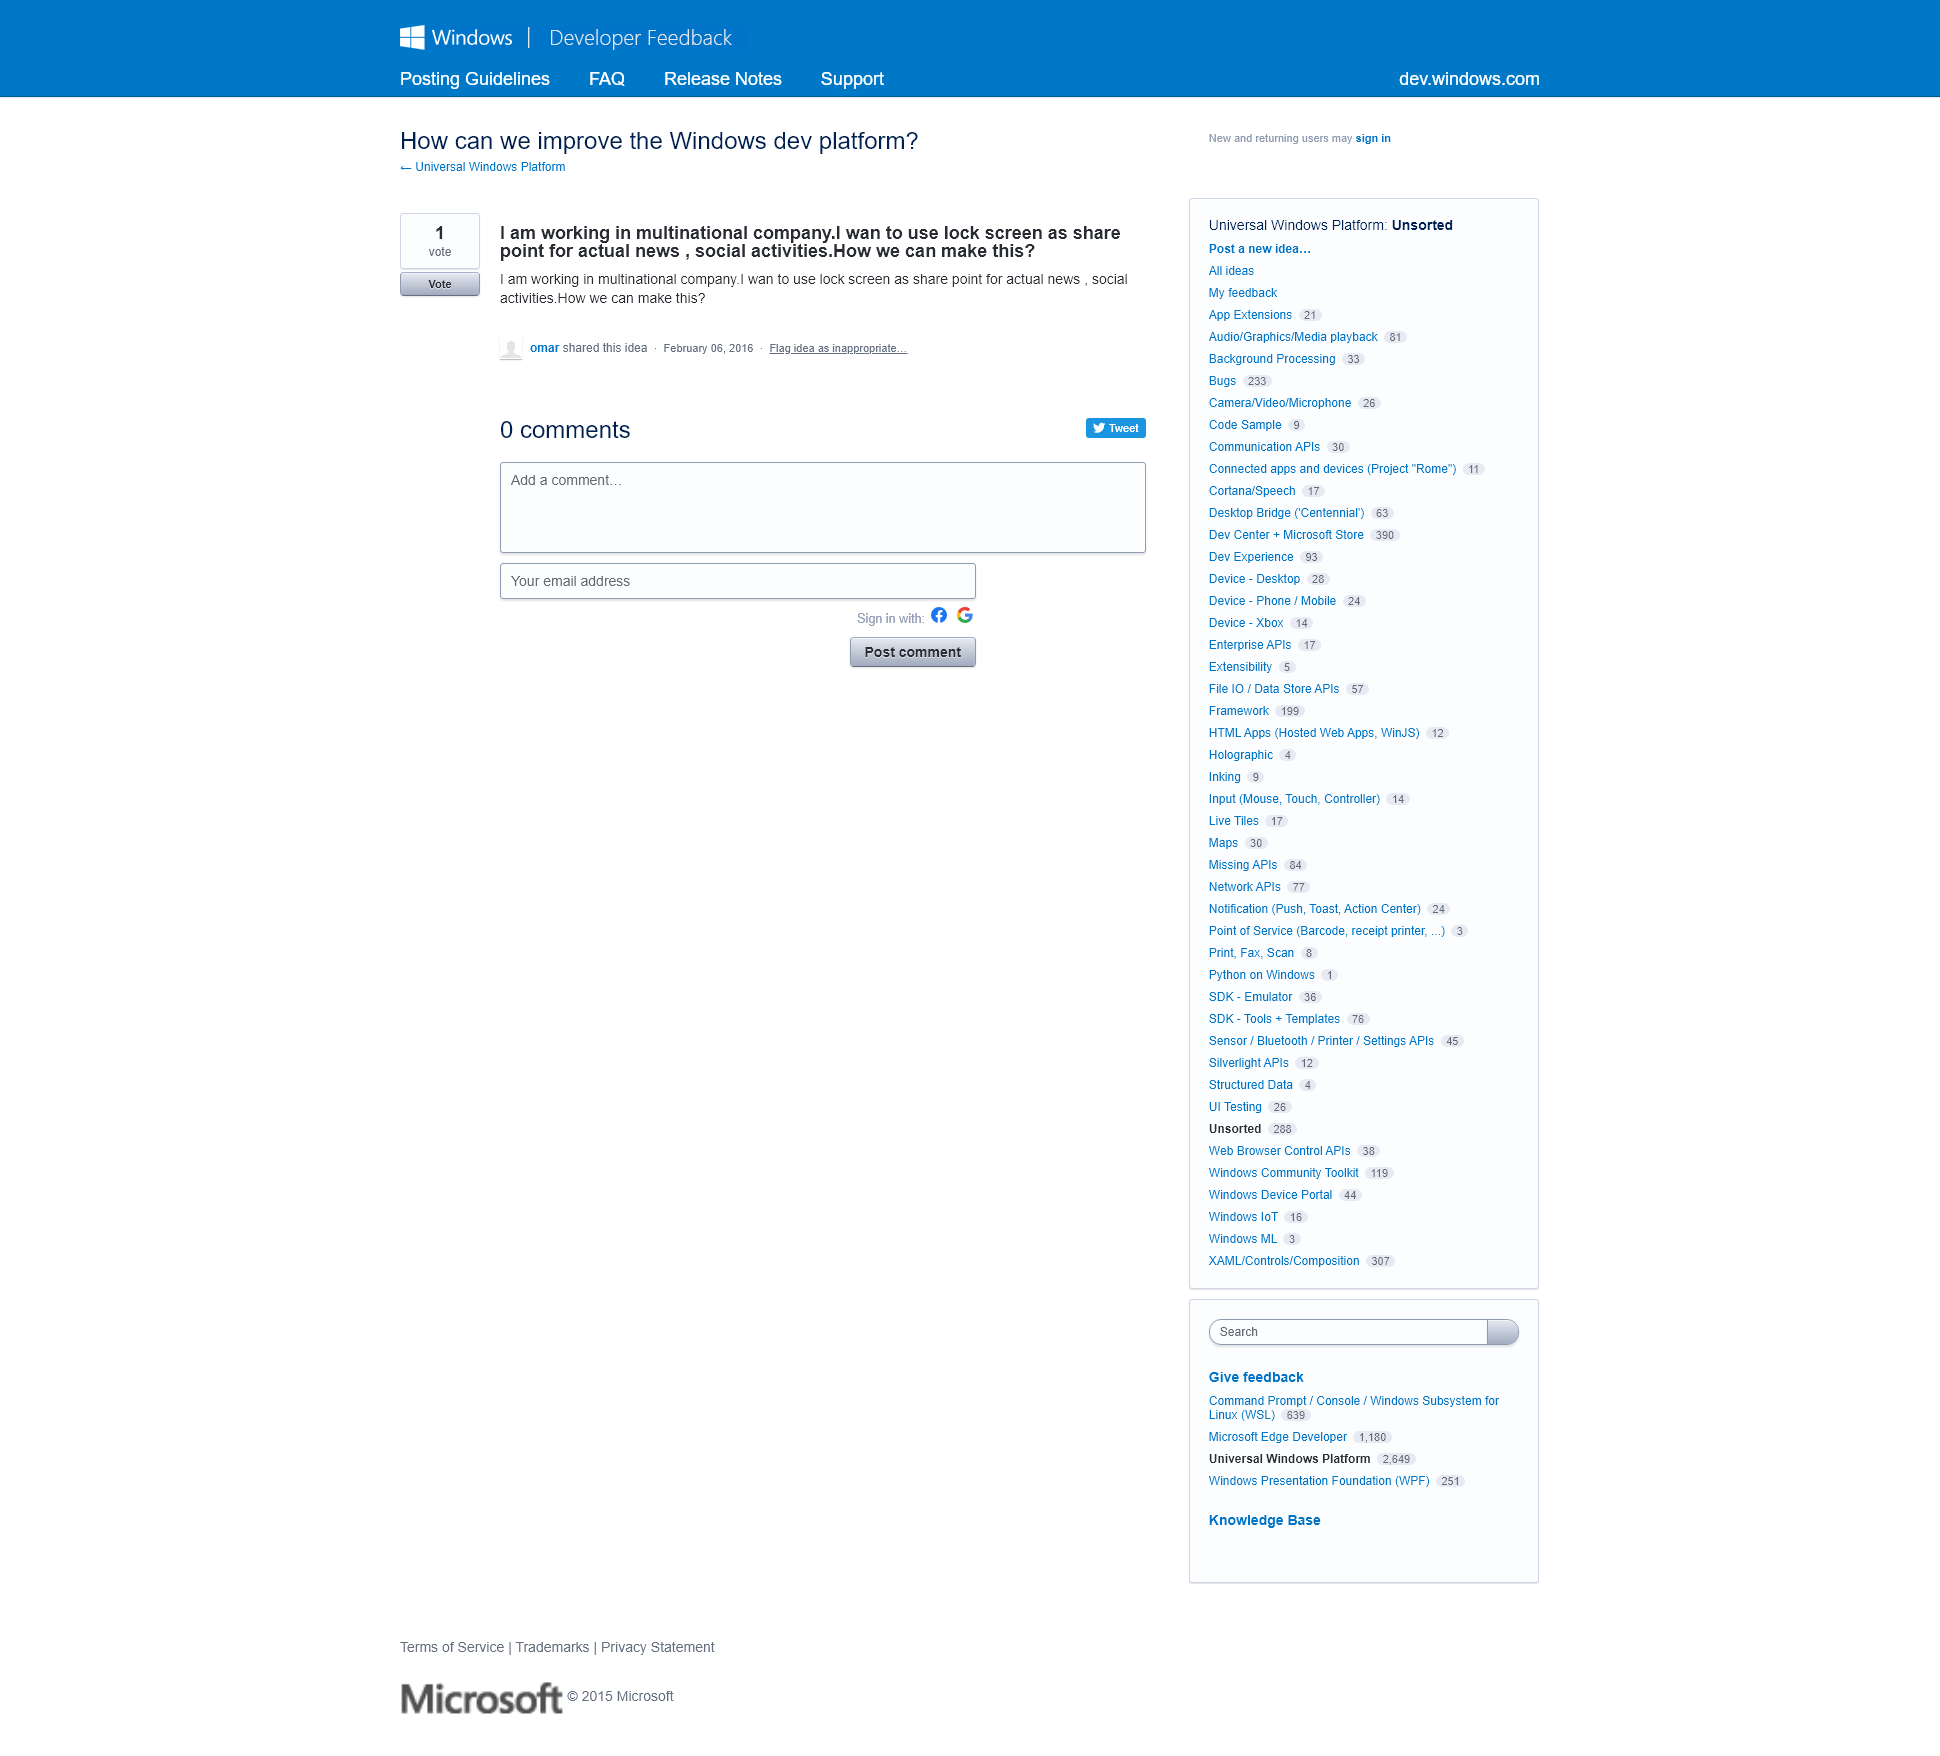 Windows | Developer Feedback
Posting Guidelines FAQ Release Notes Support dev.windows.com
How can we improve the Windows dev platform?
← Universal Windows Platform
New and returning users may sign in
1
vote
Vote
I am working in multinational company.I wan to use lock screen as share
point for actual news , social activities.How we can make this?
I am working in multinational company.I wan to use lock screen as share point for actual news , social
activities.How we can make this?
omar shared this idea · February 06, 2016 · Flag idea as inappropriate…
0 comments
Tweet
Add a comment…
Your email address
Sign in with:
Post comment
Universal Windows Platform: Unsorted
Post a new idea…
All ideas
My feedback
App Extensions 21
Audio/Graphics/Media playback 81
Background Processing 33
Bugs 233
Camera/Video/Microphone 26
Code Sample 9
Communication APIs 30
Connected apps and devices (Project "Rome") 11
Cortana/Speech 17
Desktop Bridge ('Centennial') 63
Dev Center + Microsoft Store 390
Dev Experience 93
Device - Desktop 28
Device - Phone / Mobile 24
Device - Xbox 14
Enterprise APIs 17
Extensibility 5
File IO / Data Store APIs 57
Framework 199
HTML Apps (Hosted Web Apps, WinJS) 12
Holographic 4
Inking 9
Input (Mouse, Touch, Controller) 14
Live Tiles 17
Maps 30
Missing APIs 84
Network APIs 77
Notification (Push, Toast, Action Center) 24
Point of Service (Barcode, receipt printer, ...) 3
Print, Fax, Scan 8
Python on Windows 1
SDK - Emulator 36
SDK - Tools + Templates 76
Sensor / Bluetooth / Printer / Settings APIs 45
Silverlight APIs 12
Structured Data 4
UI Testing 26
Unsorted 288
Web Browser Control APIs 38
Windows Community Toolkit 119
Windows Device Portal 44
Windows IoT 16
Windows ML 3
XAML/Controls/Composition 307
Search
Give feedback
Command Prompt / Console / Windows Subsystem for
Linux (WSL) 639
Microsoft Edge Developer 1,180
Universal Windows Platform 2,649
Windows Presentation Foundation (WPF) 251
Knowledge Base
Terms of Service | Trademarks | Privacy Statement
Microsoft © 2015 Microsoft